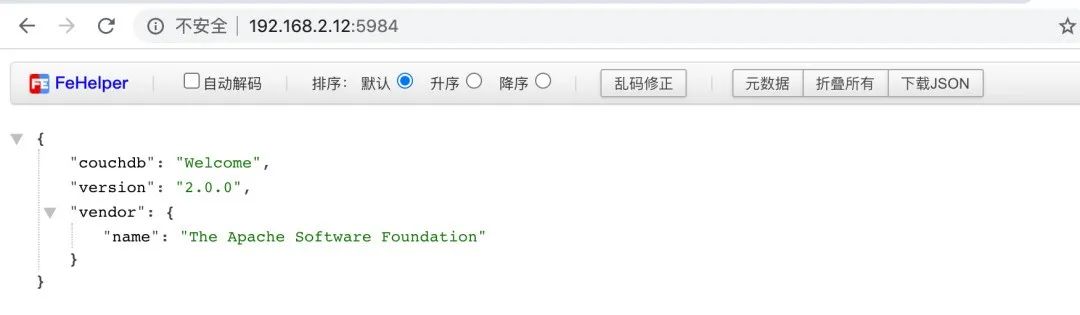 不安全 192.168.2.12:5984
FeHelper 自动解码 排序： 默认 升序 降序 乱码修正 元数据 折叠所有 下载JSON
{
"couchdb": "Welcome",
"version": "2.0.0",
"vendor": {
"name": "The Apache Software Foundation"
}
}